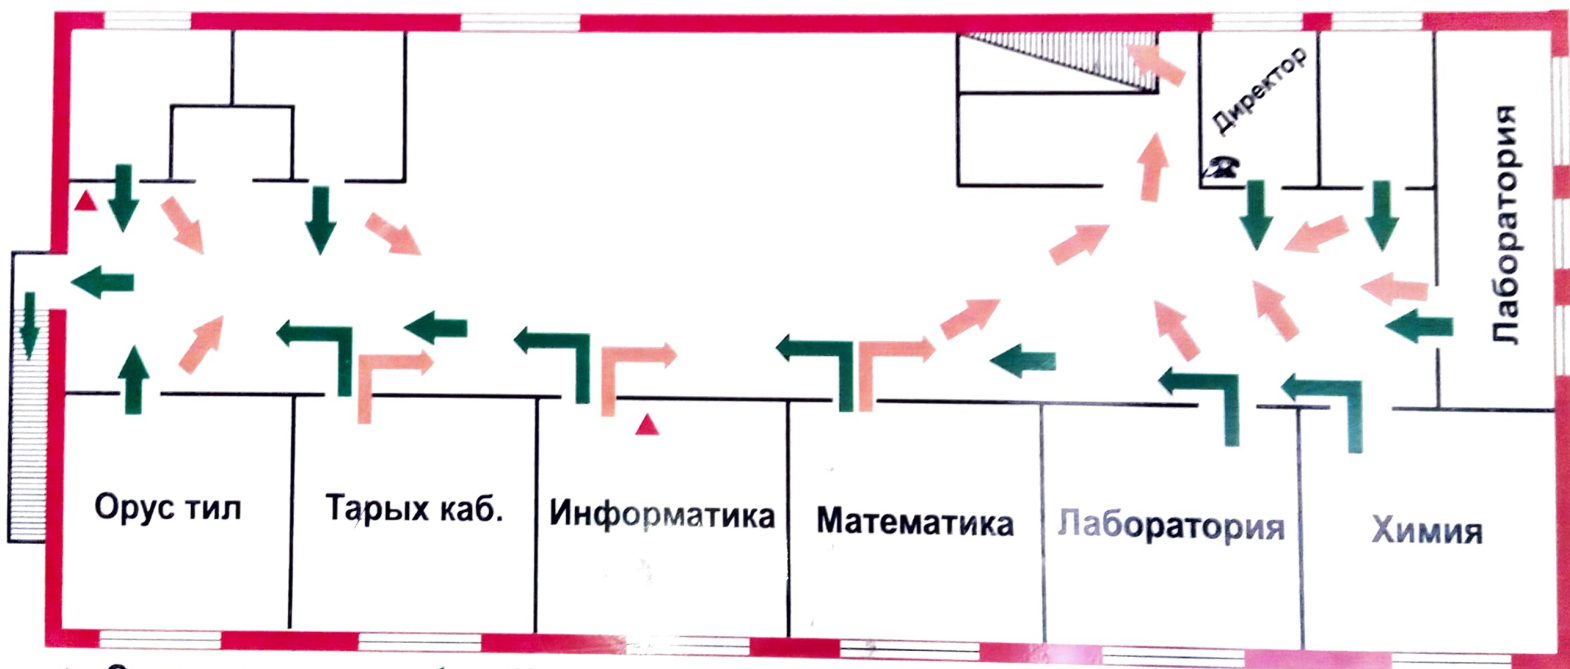 Директор
Лаборатория
Орус тил
Тарых каб.
Информатика
Математика
Лаборатория
Химия